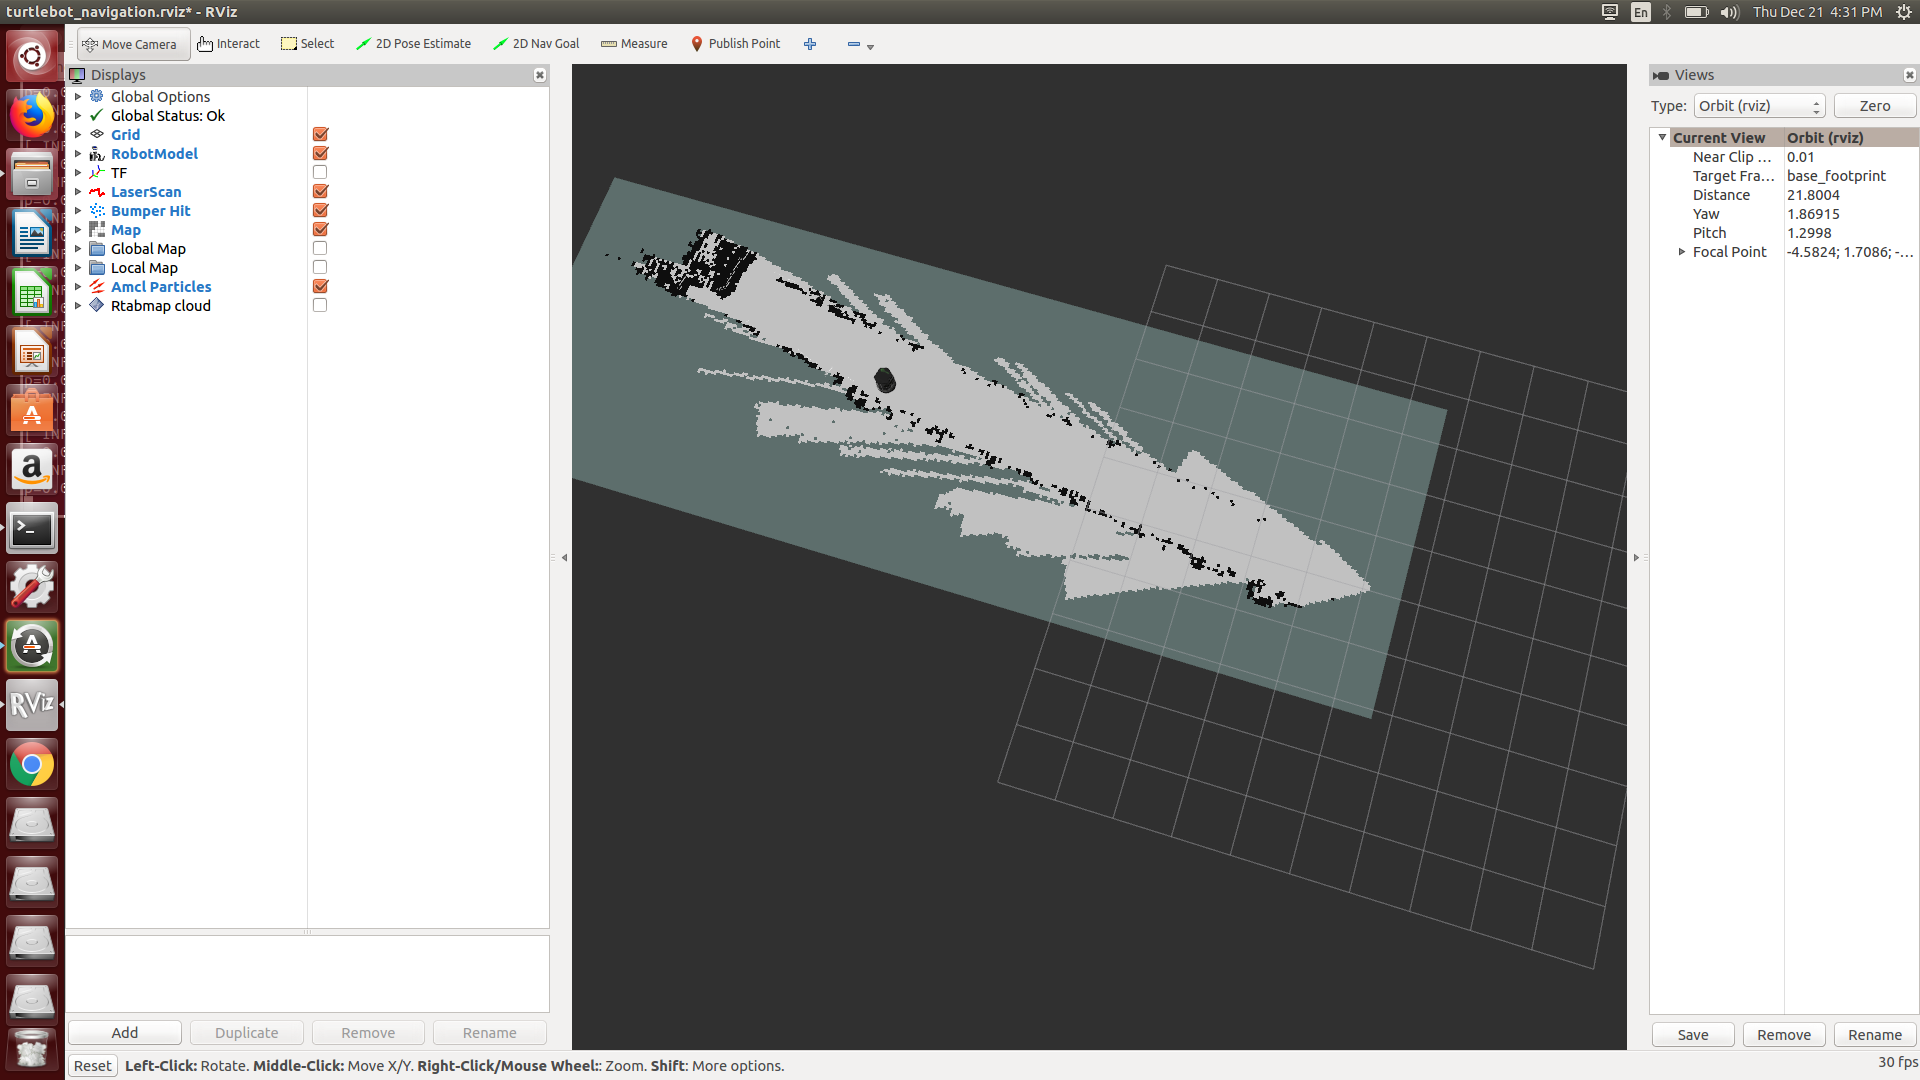 turtlebot_navigation.rviz* - RViz
En
Thu Dec 21 4:31 PM
Move Camera
Interact
Select
2D Pose Estimate
2D Nav Goal
Measure
Publish Point
Displays
Global Options
Global Status: Ok
Grid
RobotModel
TF
LaserScan
Bumper Hit
Map
Global Map
Local Map
Amcl Particles
Rtabmap cloud
Add
Duplicate
Remove
Rename
Views
Type:
Orbit (rviz)
Zero
Current View Orbit (rviz)
Near Clip ... 0.01
Target Fra... base_footprint
Distance 21.8004
Yaw 1.86915
Pitch 1.2998
Focal Point -4.5824; 1.7086; -...
Save
Remove
Rename
RViz
Reset
Left-Click: Rotate. Middle-Click: Move X/Y. Right-Click/Mouse Wheel:: Zoom. Shift: More options.
30 fps